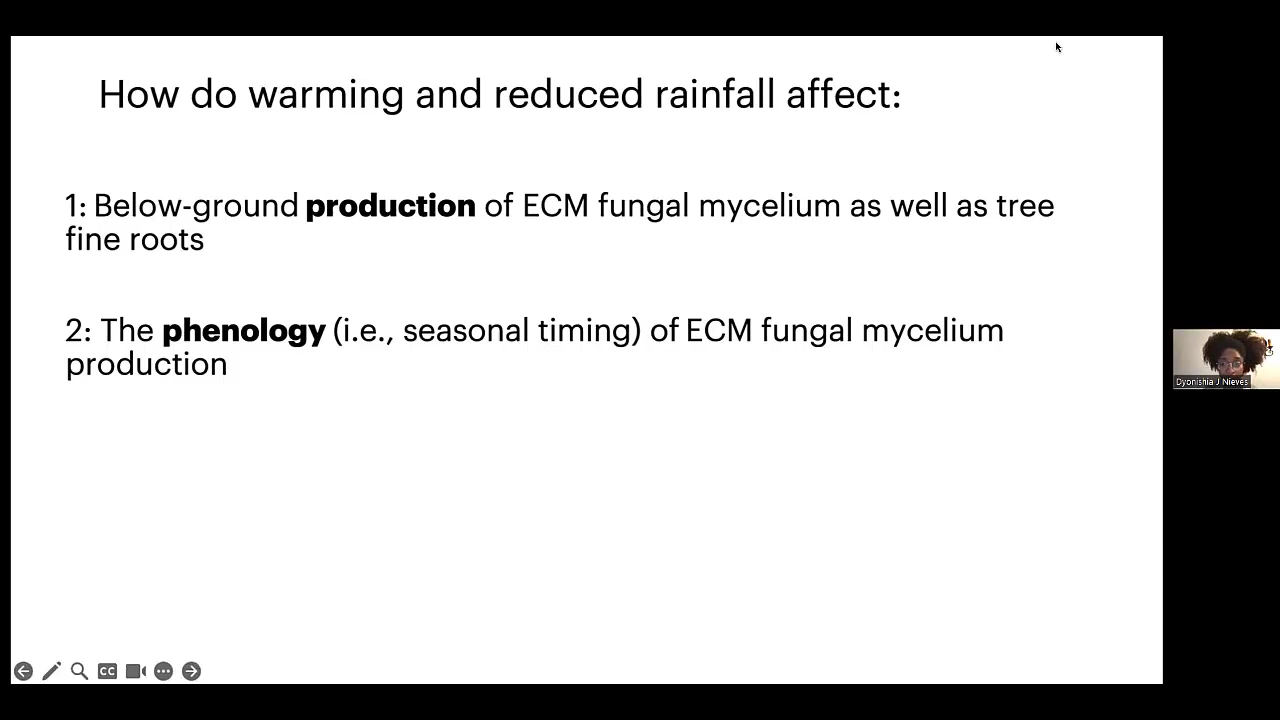 How do warming and reduced rainfall affect:
1: Below-ground production of ECM fungal mycelium as well as tree
fine roots
2: The phenology (i.e., seasonal timing) of ECM fungal mycelium
production
Dyonishia J Nieves
CC